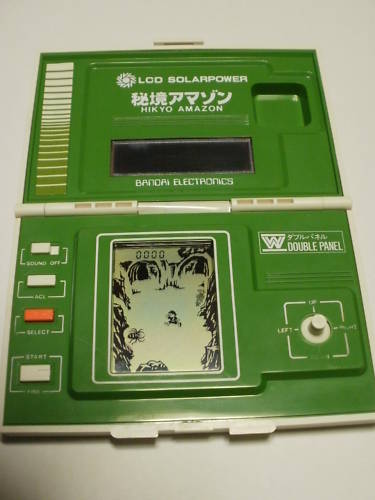 LCD SOLARPOWER
秘境アマゾン
HIKYO AMAZON
BANDAI ELECTRONICS
W ダブルパネル
DOUBLE PANEL
SOUND OFF
ACL
SELECT
START
FIRE
0000
UP
LEFT
RIGHT
DOWN